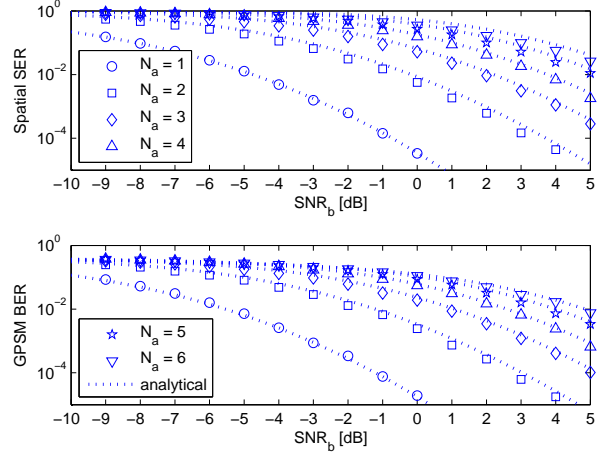 10^0
10^−2
10^−4
Spatial SER
N_a = 1
N_a = 2
N_a = 3
N_a = 4
−10 −9 −8 −7 −6 −5 −4 −3 −2 −1 0 1 2 3 4 5
SNR_b [dB]
10^0
10^−2
10^−4
GPSM BER
N_a = 5
N_a = 6
analytical
−10 −9 −8 −7 −6 −5 −4 −3 −2 −1 0 1 2 3 4 5
SNR_b [dB]